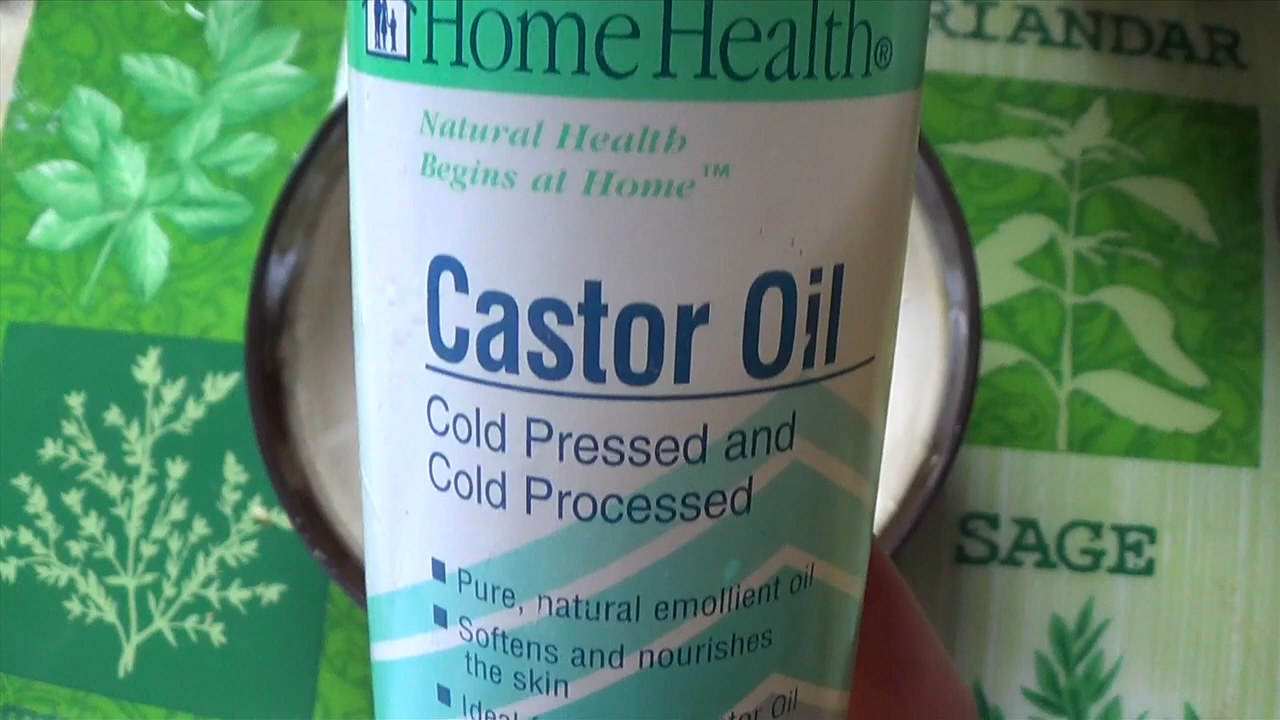 Home Health®
Natural Health
Begins at Home™
Castor Oil
Cold Pressed and
Cold Processed
■ Pure, natural emollient oil
■ Softens and nourishes
the skin
■ Oil
RIANDAR
SAGE